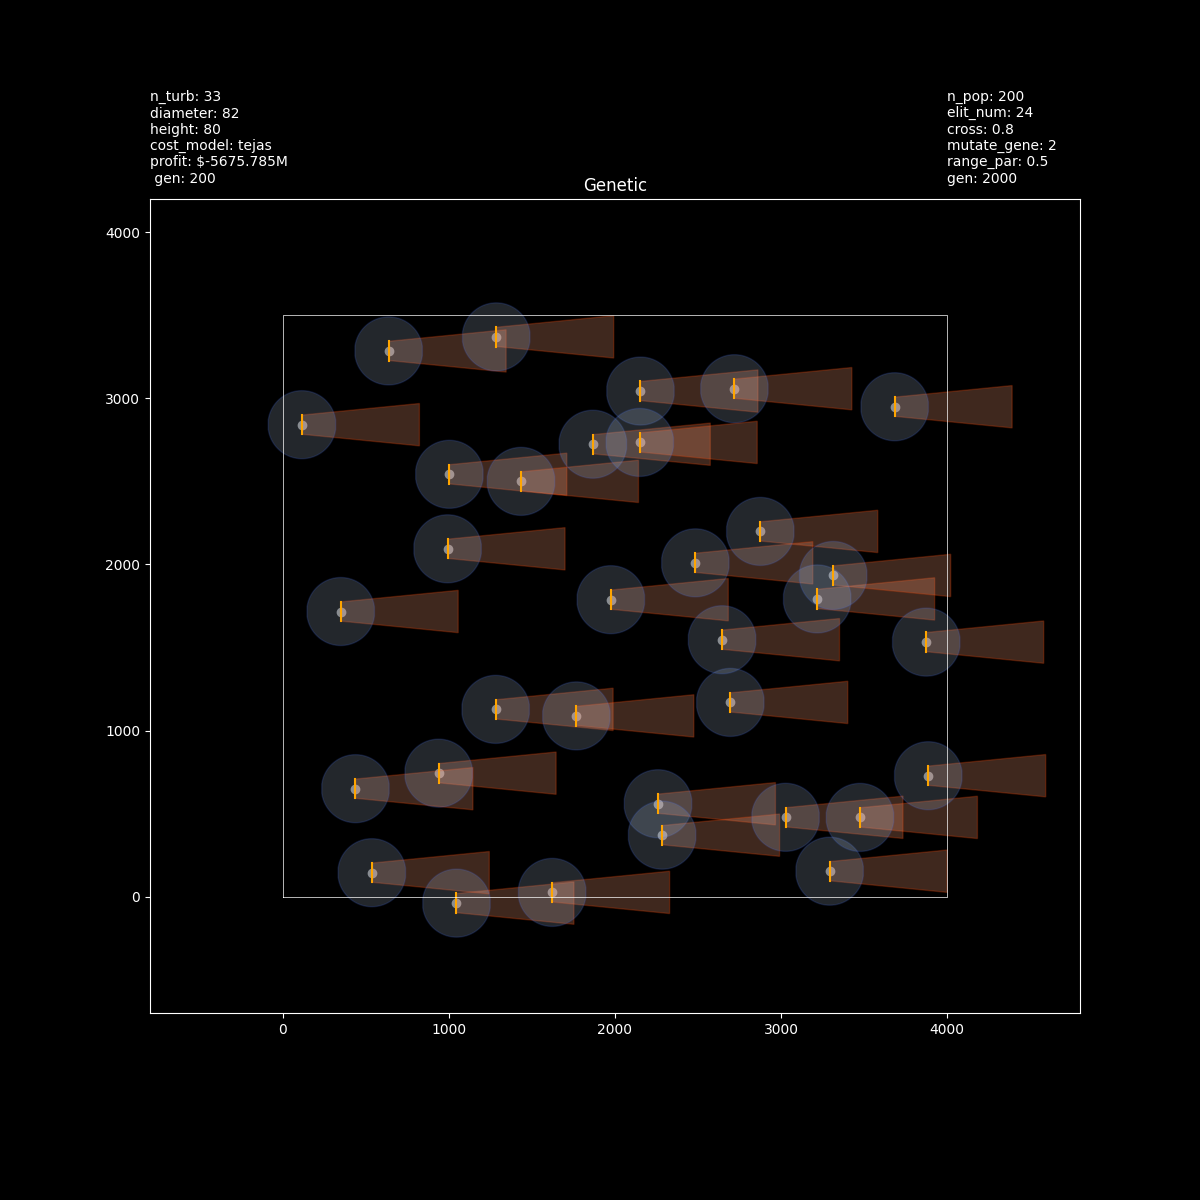 n_turb: 33
diameter: 82
height: 80
cost_model: tejas
profit: $-5675.785M
gen: 200
n_pop: 200
elit_num: 24
cross: 0.8
mutate_gene: 2
range_par: 0.5
gen: 2000
Genetic
4000
3000
2000
1000
0
0 1000 2000 3000 4000